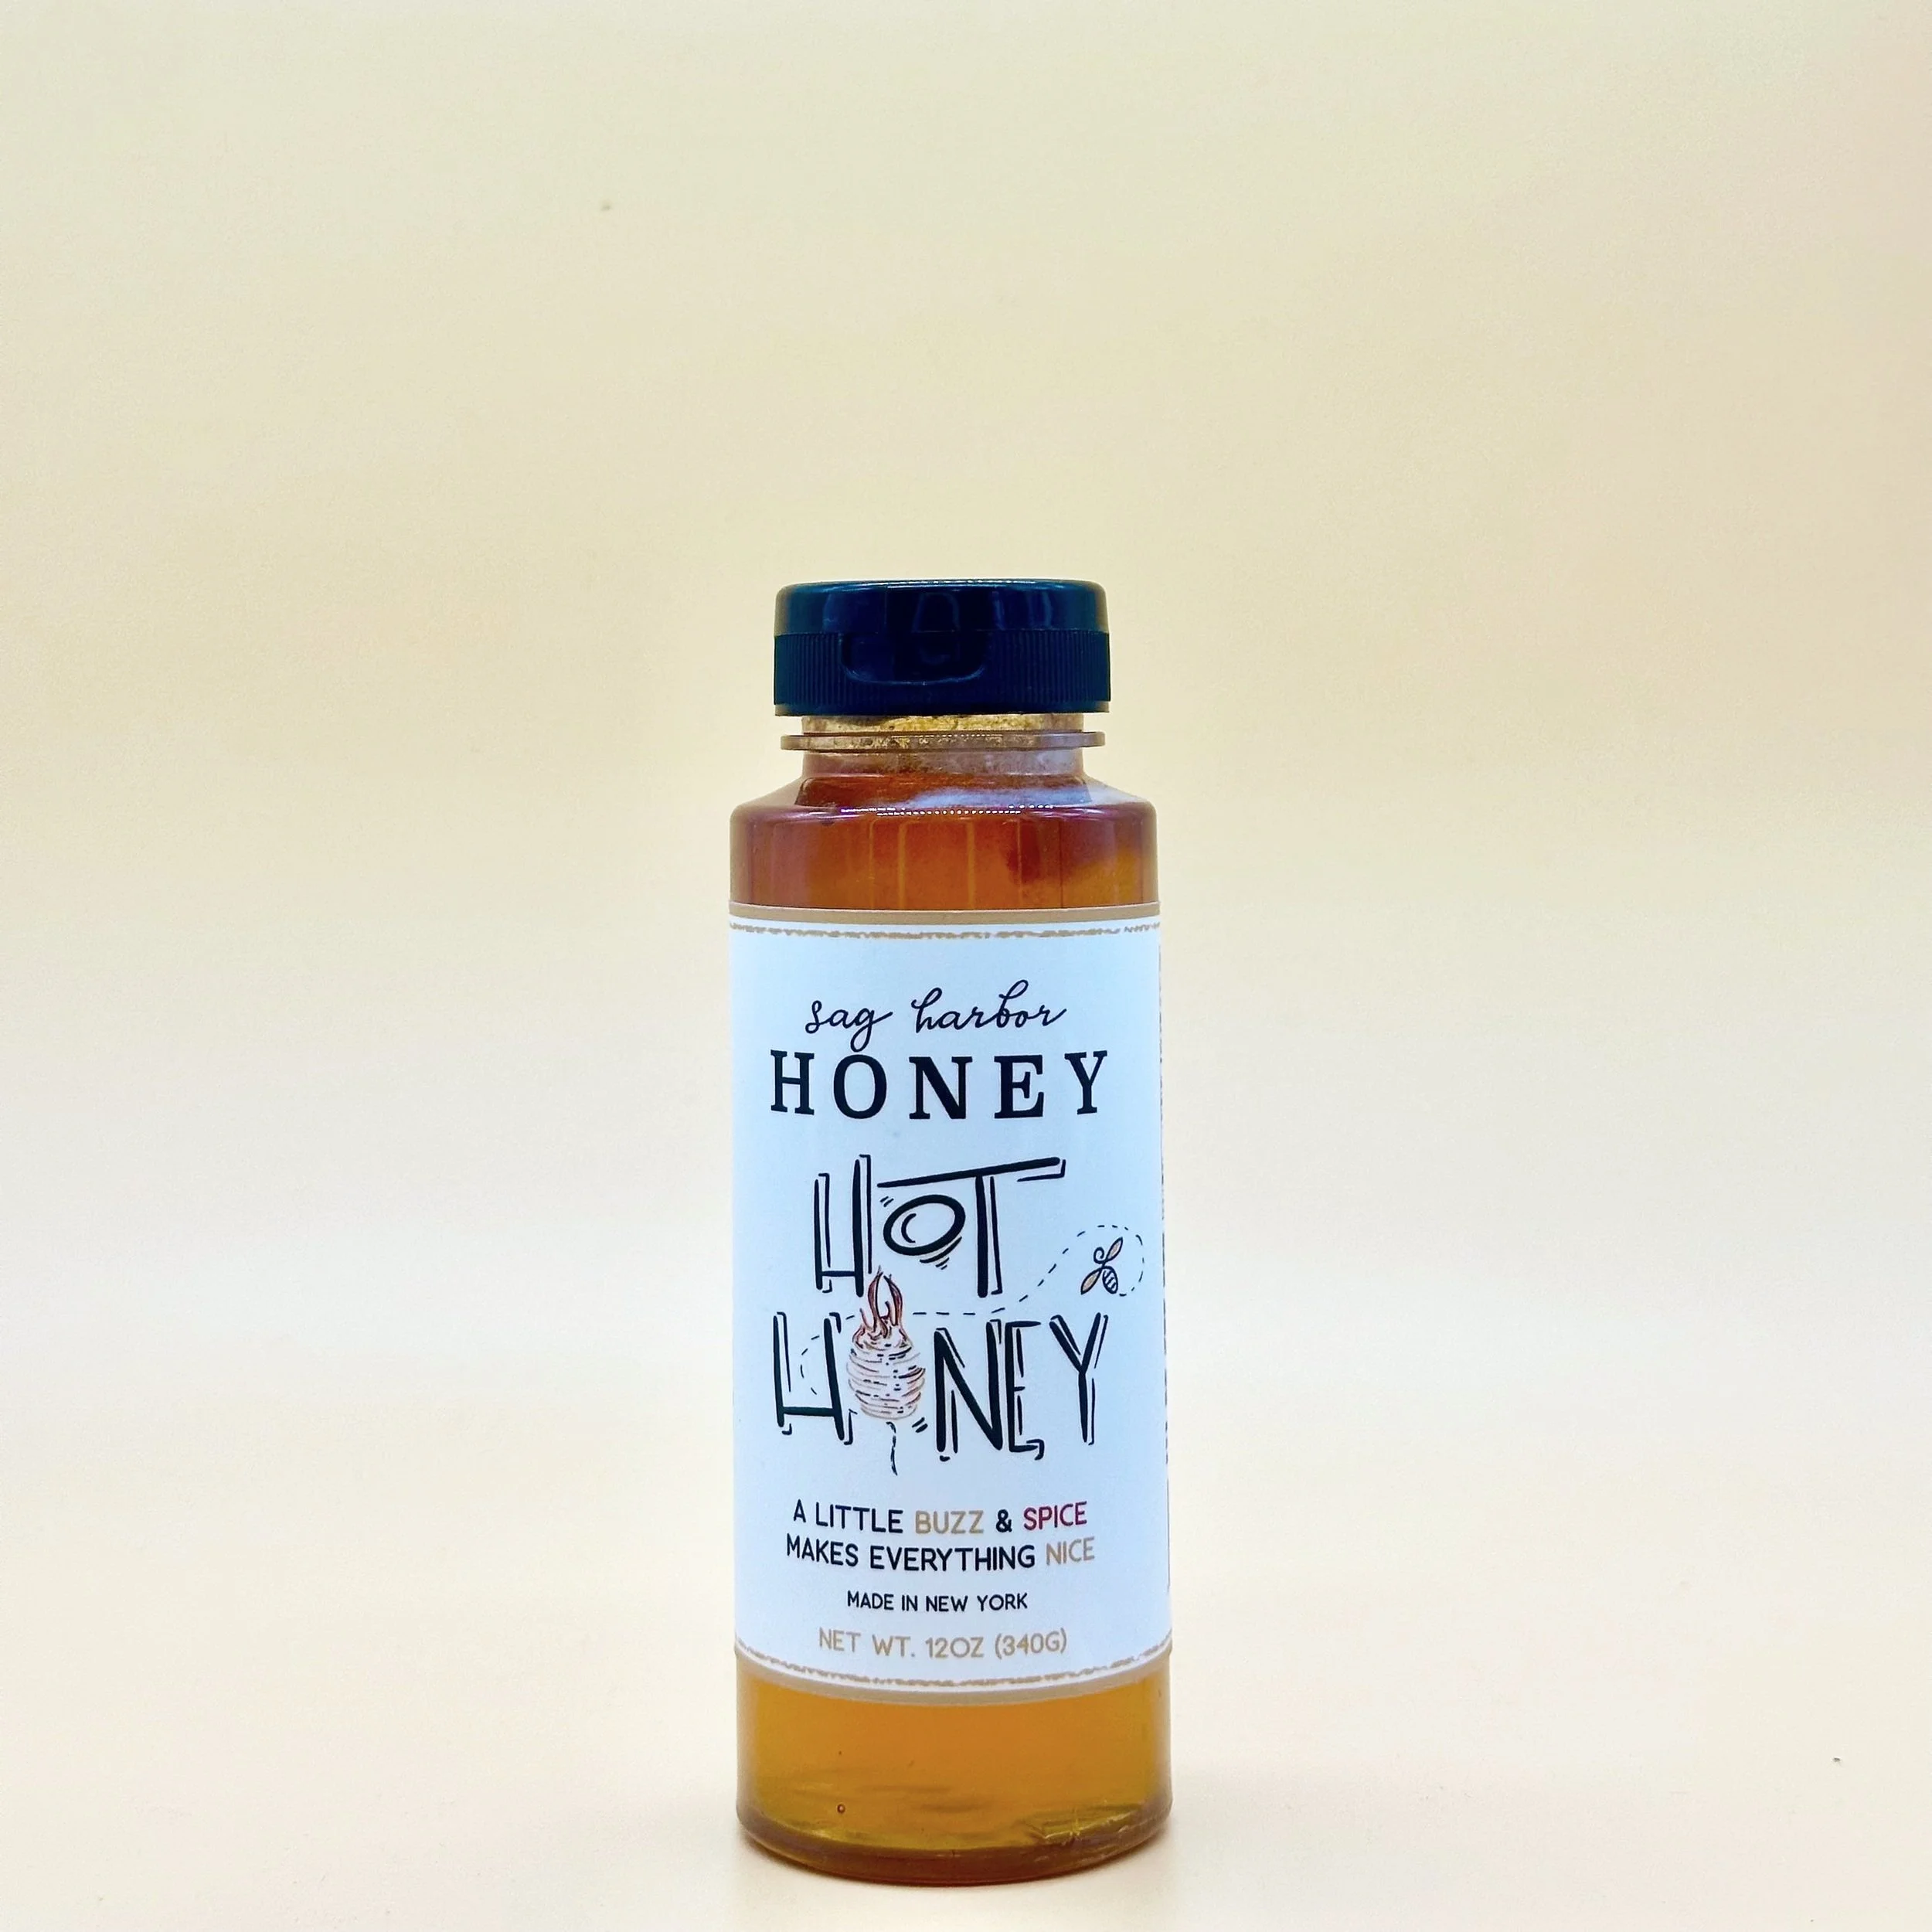 sag harbor
HONEY
HOT
HONEY
A LITTLE BUZZ & SPICE
MAKES EVERYTHING NICE
MADE IN NEW YORK
NET WT. 12OZ (340G)